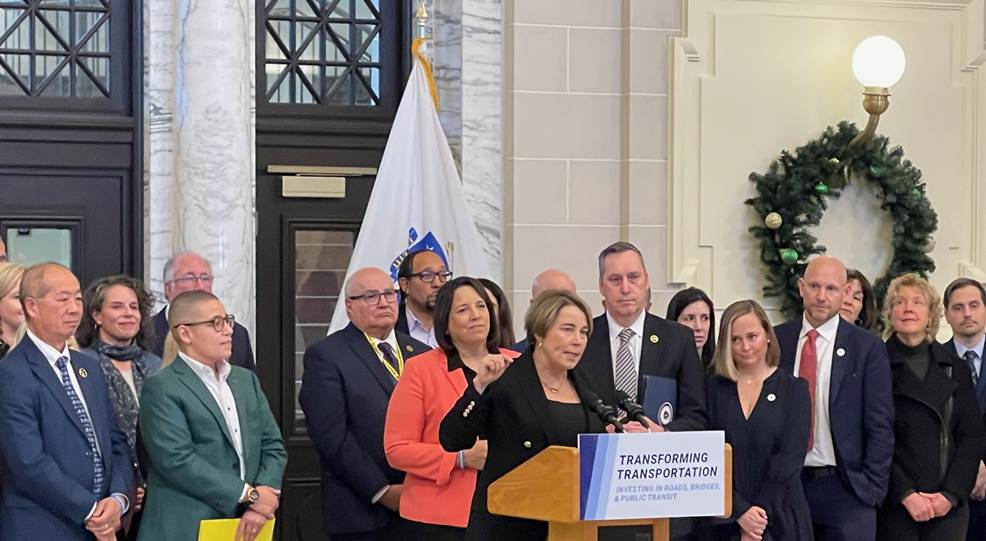 TRANSFORMING
TRANSPORTATION
INVESTING IN ROADS, BRIDGES,
& PUBLIC TRANSIT